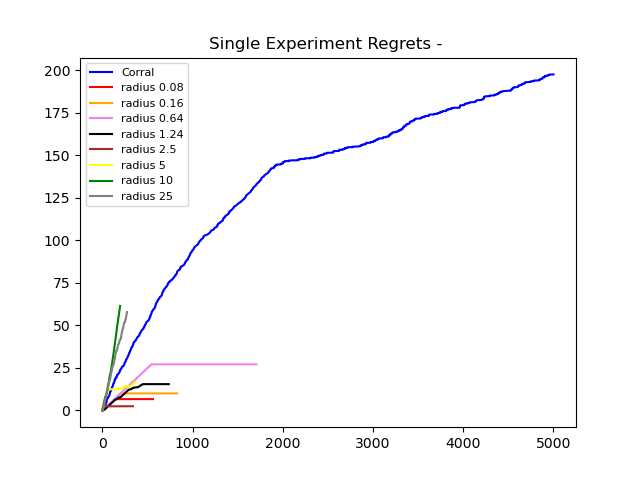 Single Experiment Regrets -
Corral
radius 0.08
radius 0.16
radius 0.64
radius 1.24
radius 2.5
radius 5
radius 10
radius 25
200
175
150
125
100
75
50
25
0
0 1000 2000 3000 4000 5000